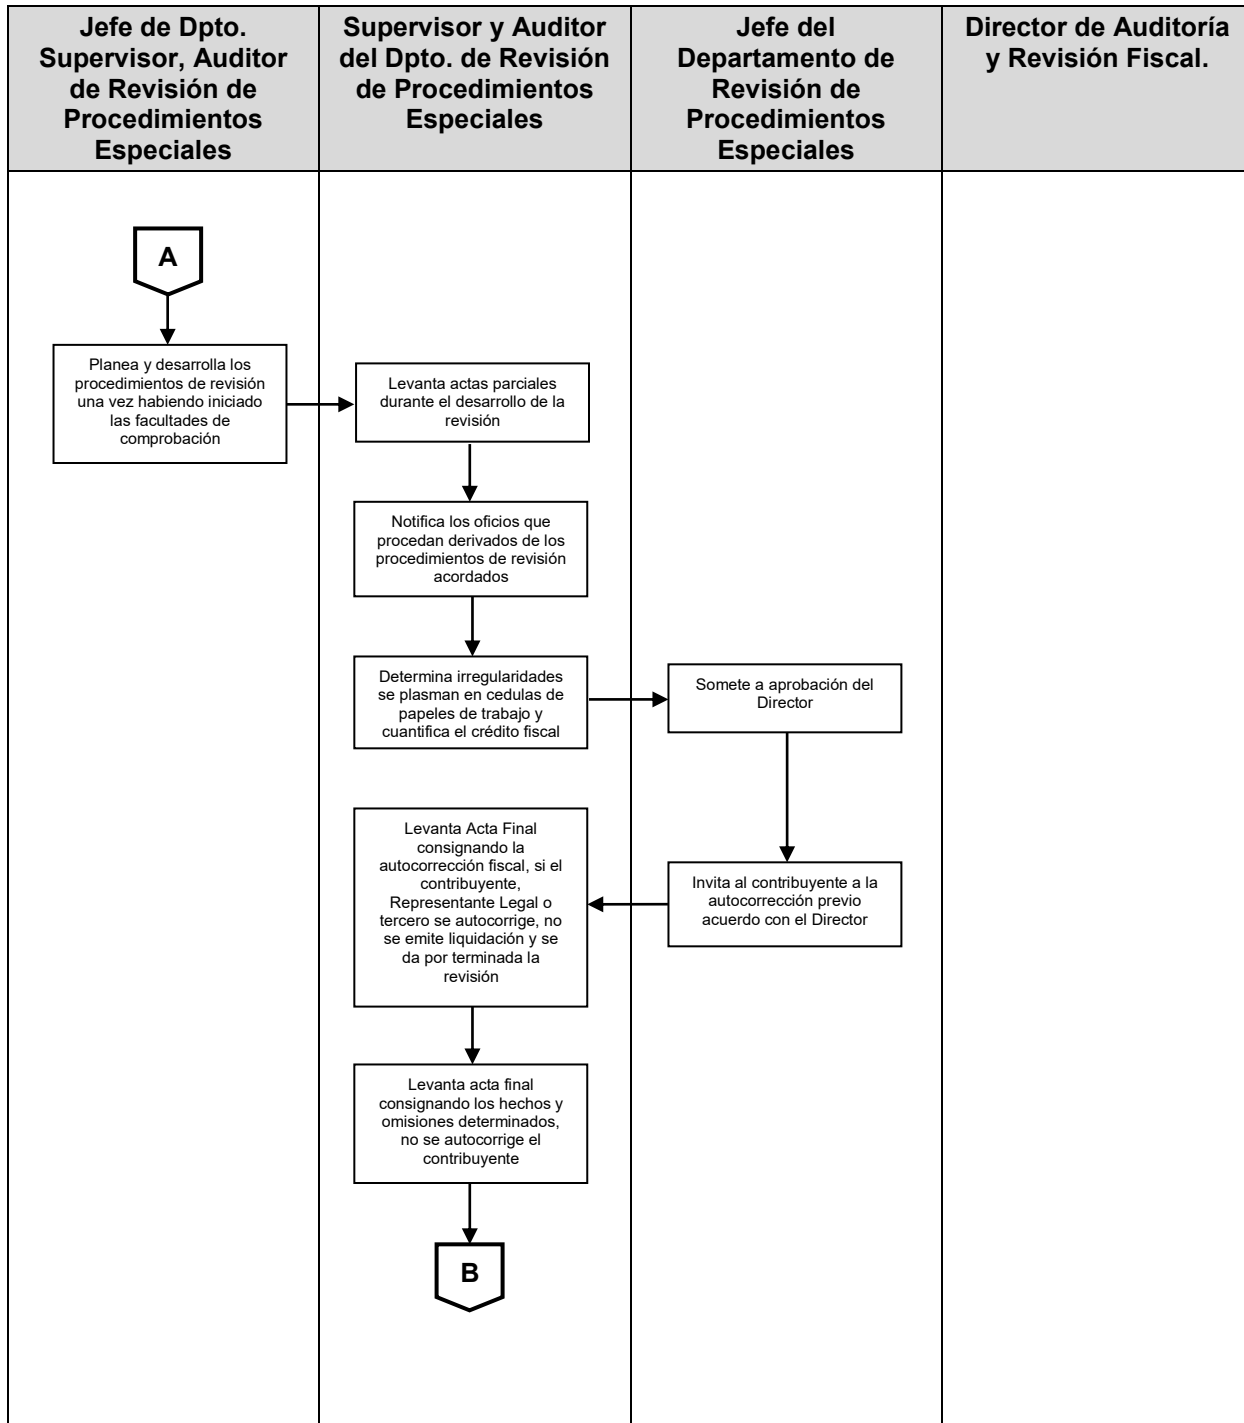 Jefe de Dpto.
Supervisor, Auditor
de Revisión de
Procedimientos
Especiales
Supervisor y Auditor
del Dpto. de Revisión
de Procedimientos
Especiales
Jefe del
Departamento de
Revisión de
Procedimientos
Especiales
Director de Auditoría
y Revisión Fiscal.
A
Planea y desarrolla los
procedimientos de revisión
una vez habiendo iniciado
las facultades de
comprobación
Levanta actas parciales
durante el desarrollo de la
revisión
Notifica los oficios que
procedan derivados de los
procedimientos de revisión
acordados
Determina irregularidades
se plasman en cedulas de
papeles de trabajo y
cuantifica el crédito fiscal
Somete a aprobación del
Director
Invita al contribuyente a la
autocorrección previo
acuerdo con el Director
Levanta Acta Final
consignando la
autocorrección fiscal, si el
contribuyente,
Representante Legal o
tercero se autocorrige, no
se emite liquidación y se
da por terminada la
revisión
Levanta acta final
consignando los hechos y
omisiones determinados,
no se autocorrige el
contribuyente
B